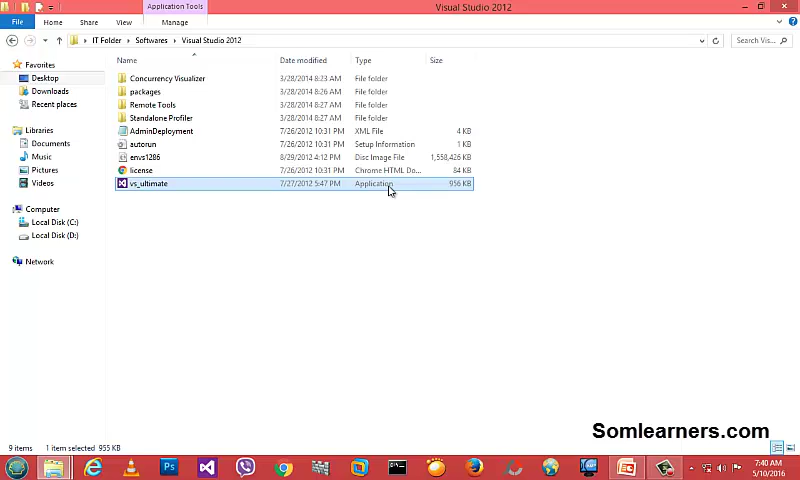 Application Tools
Visual Studio 2012
File Home Share View Manage
IT Folder Softwares Visual Studio 2012
Search Vis...
Favorites
Desktop
Downloads
Recent places
Libraries
Documents
Music
Pictures
Videos
Computer
Local Disk (C:)
Local Disk (D:)
Network
Name Date modified Type Size
Concurrency Visualizer 3/28/2014 8:23 AM File folder
packages 3/28/2014 8:26 AM File folder
Remote Tools 3/28/2014 8:27 AM File folder
Standalone Profiler 3/28/2014 8:27 AM File folder
AdminDeployment 7/26/2012 10:31 PM XML File 4 KB
autorun 7/26/2012 10:31 PM Setup Information 1 KB
envs1286 8/29/2012 4:12 PM Disc Image File 1,558,426 KB
license 7/26/2012 10:31 PM Chrome HTML Do... 84 KB
vs_ultimate 7/27/2012 5:47 PM Application 956 KB
Somlearners.com
9 items 1 item selected 955 KB
Ps
7:40 AM
5/10/2016